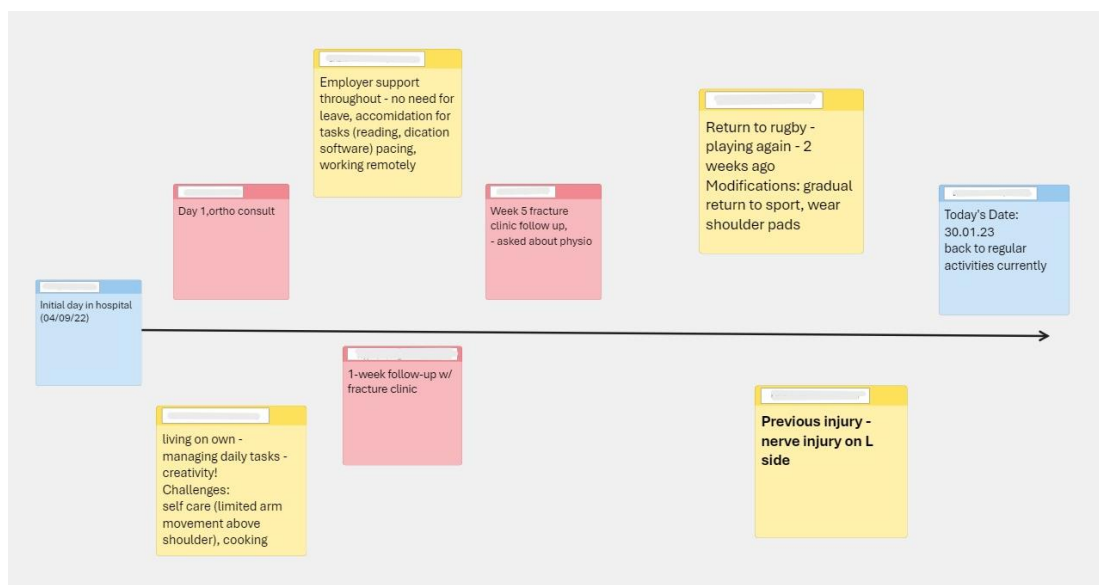 Employer support
throughout - no need for
leave, accomidation for
tasks (reading, dication
software) pacing,
working remotely
Return to rugby -
playing again - 2
weeks ago
Modifications: gradual
return to sport, wear
shoulder pads
Day 1,ortho consult
Week 5 fracture
clinic follow up,
- asked about physio
Today's Date:
30.01.23
back to regular
activities currently
Initial day in hospital
(04/09/22)
1-week follow-up w/
fracture clinic
living on own -
managing daily tasks -
creativity!
Challenges:
self care (limited arm
movement above
shoulder), cooking
Previous injury -
nerve injury on L
side